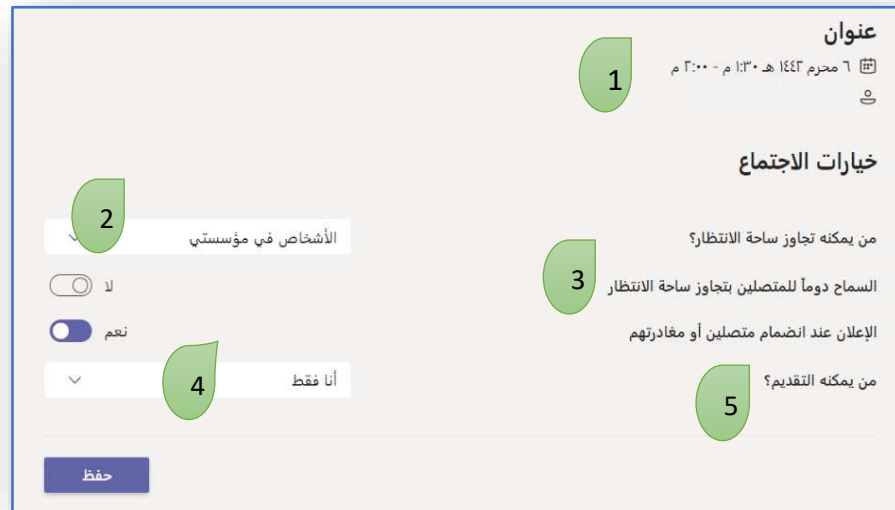 عنوان
٦ محرم ١٤٤٣ هـ ١:٣٠ م - ٢:٠٠ م
1
خيارات الاجتماع
2
من يمكنه تجاوز ساحة الانتظار؟ الأشخاص في مؤسستي
السماح دوماً للمتصلين بتجاوز ساحة الانتظار 3 لا
الإعلان عند انضمام متصلين أو مغادرتهم نعم
من يمكنه التقديم؟ أنا فقط 4
5
حفظ